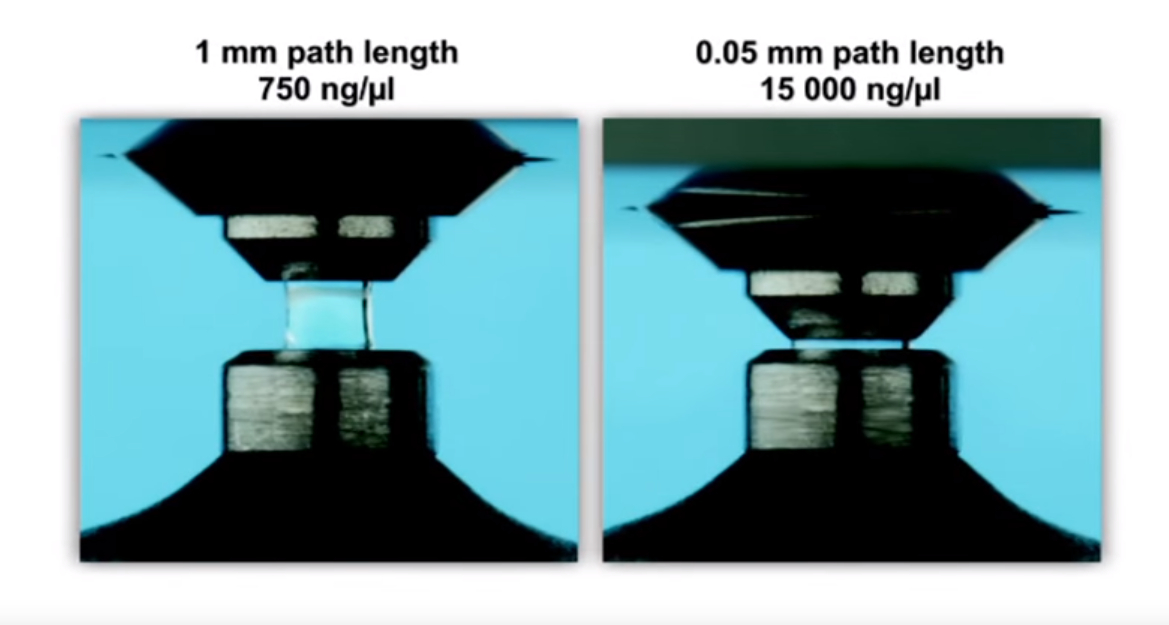 1 mm path length
750 ng/µl
0.05 mm path length
15 000 ng/µl